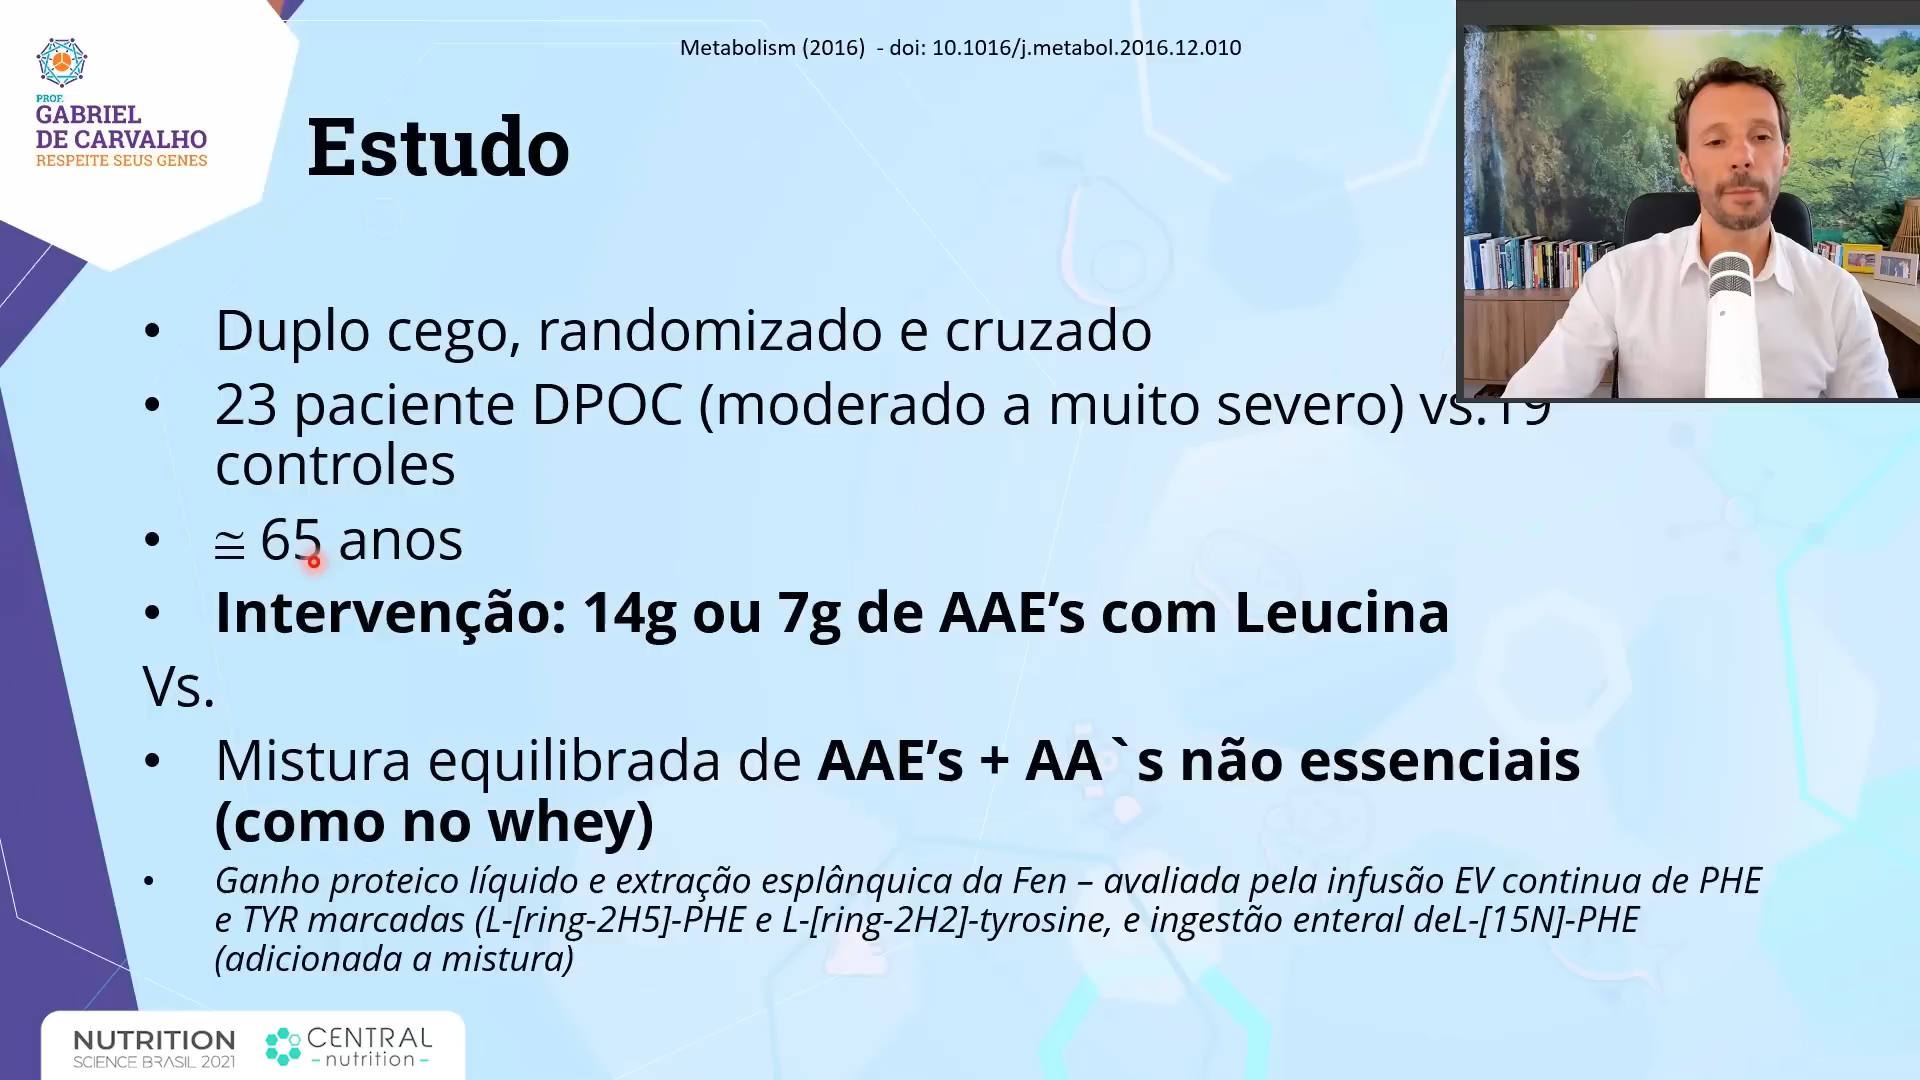 Metabolism (2016)  - doi: 10.1016/j.metabol.2016.12.010
PROF.
GABRIEL
DE CARVALHO
RESPEITE SEUS GENES
Estudo
• Duplo cego, randomizado e cruzado
• 23 paciente DPOC (moderado a muito severo) vs.19
controles
• ≅ 65 anos
• Intervenção: 14g ou 7g de AAE’s com Leucina
Vs.
• Mistura equilibrada de AAE’s + AA`s não essenciais
(como no whey)
• Ganho proteico líquido e extração esplânquica da Fen – avaliada pela infusão EV continua de PHE
e TYR marcadas (L-[ring-2H5]-PHE e L-[ring-2H2]-tyrosine, e ingestão enteral deL-[15N]-PHE
(adicionada a mistura)
NUTRITION
SCIENCE BRASIL 2021
CENTRAL
nutrition